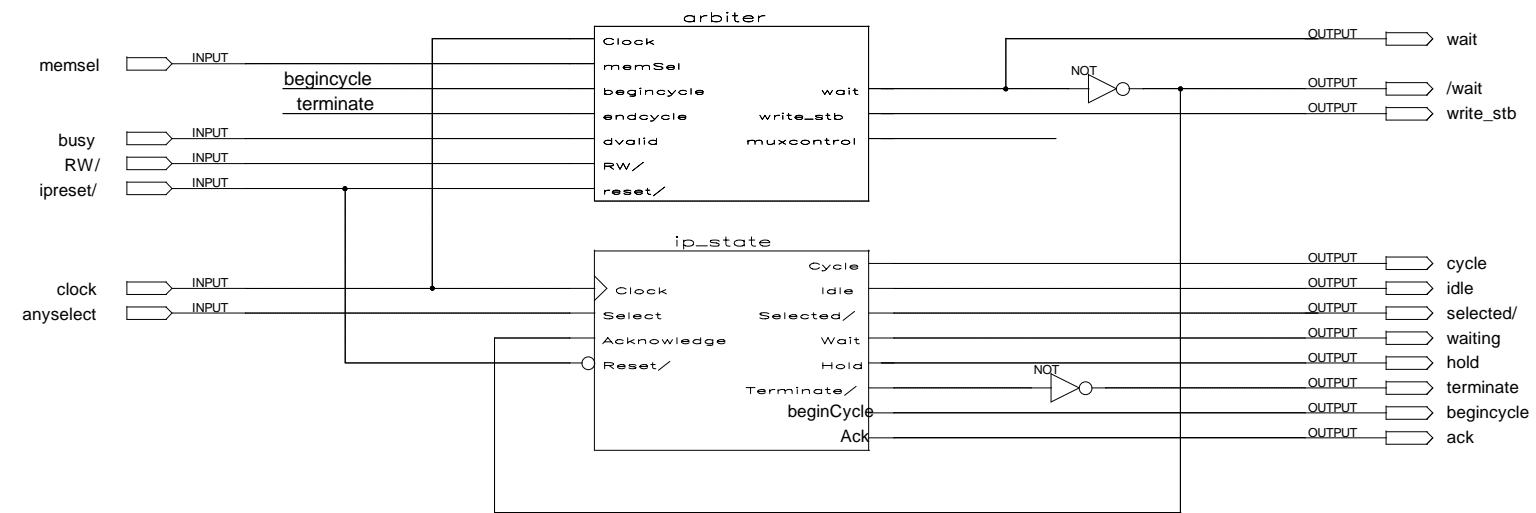 arbiter
Clock
OUTPUT wait
memsel INPUT memSel
NOT
begincycle begincycle wait OUTPUT /wait
terminate endcycle write_stb OUTPUT write_stb
busy INPUT dvalid muxcontrol
RW/ INPUT RW/
ipreset/ INPUT reset/
ip_state
Cycle OUTPUT cycle
clock INPUT Clock Idle OUTPUT idle
anyselect INPUT Select Selected/ OUTPUT selected/
Acknowledge Wait OUTPUT waiting
Reset/ Hold OUTPUT hold
NOT
Terminate/ OUTPUT terminate
beginCycle OUTPUT begincycle
Ack OUTPUT ack